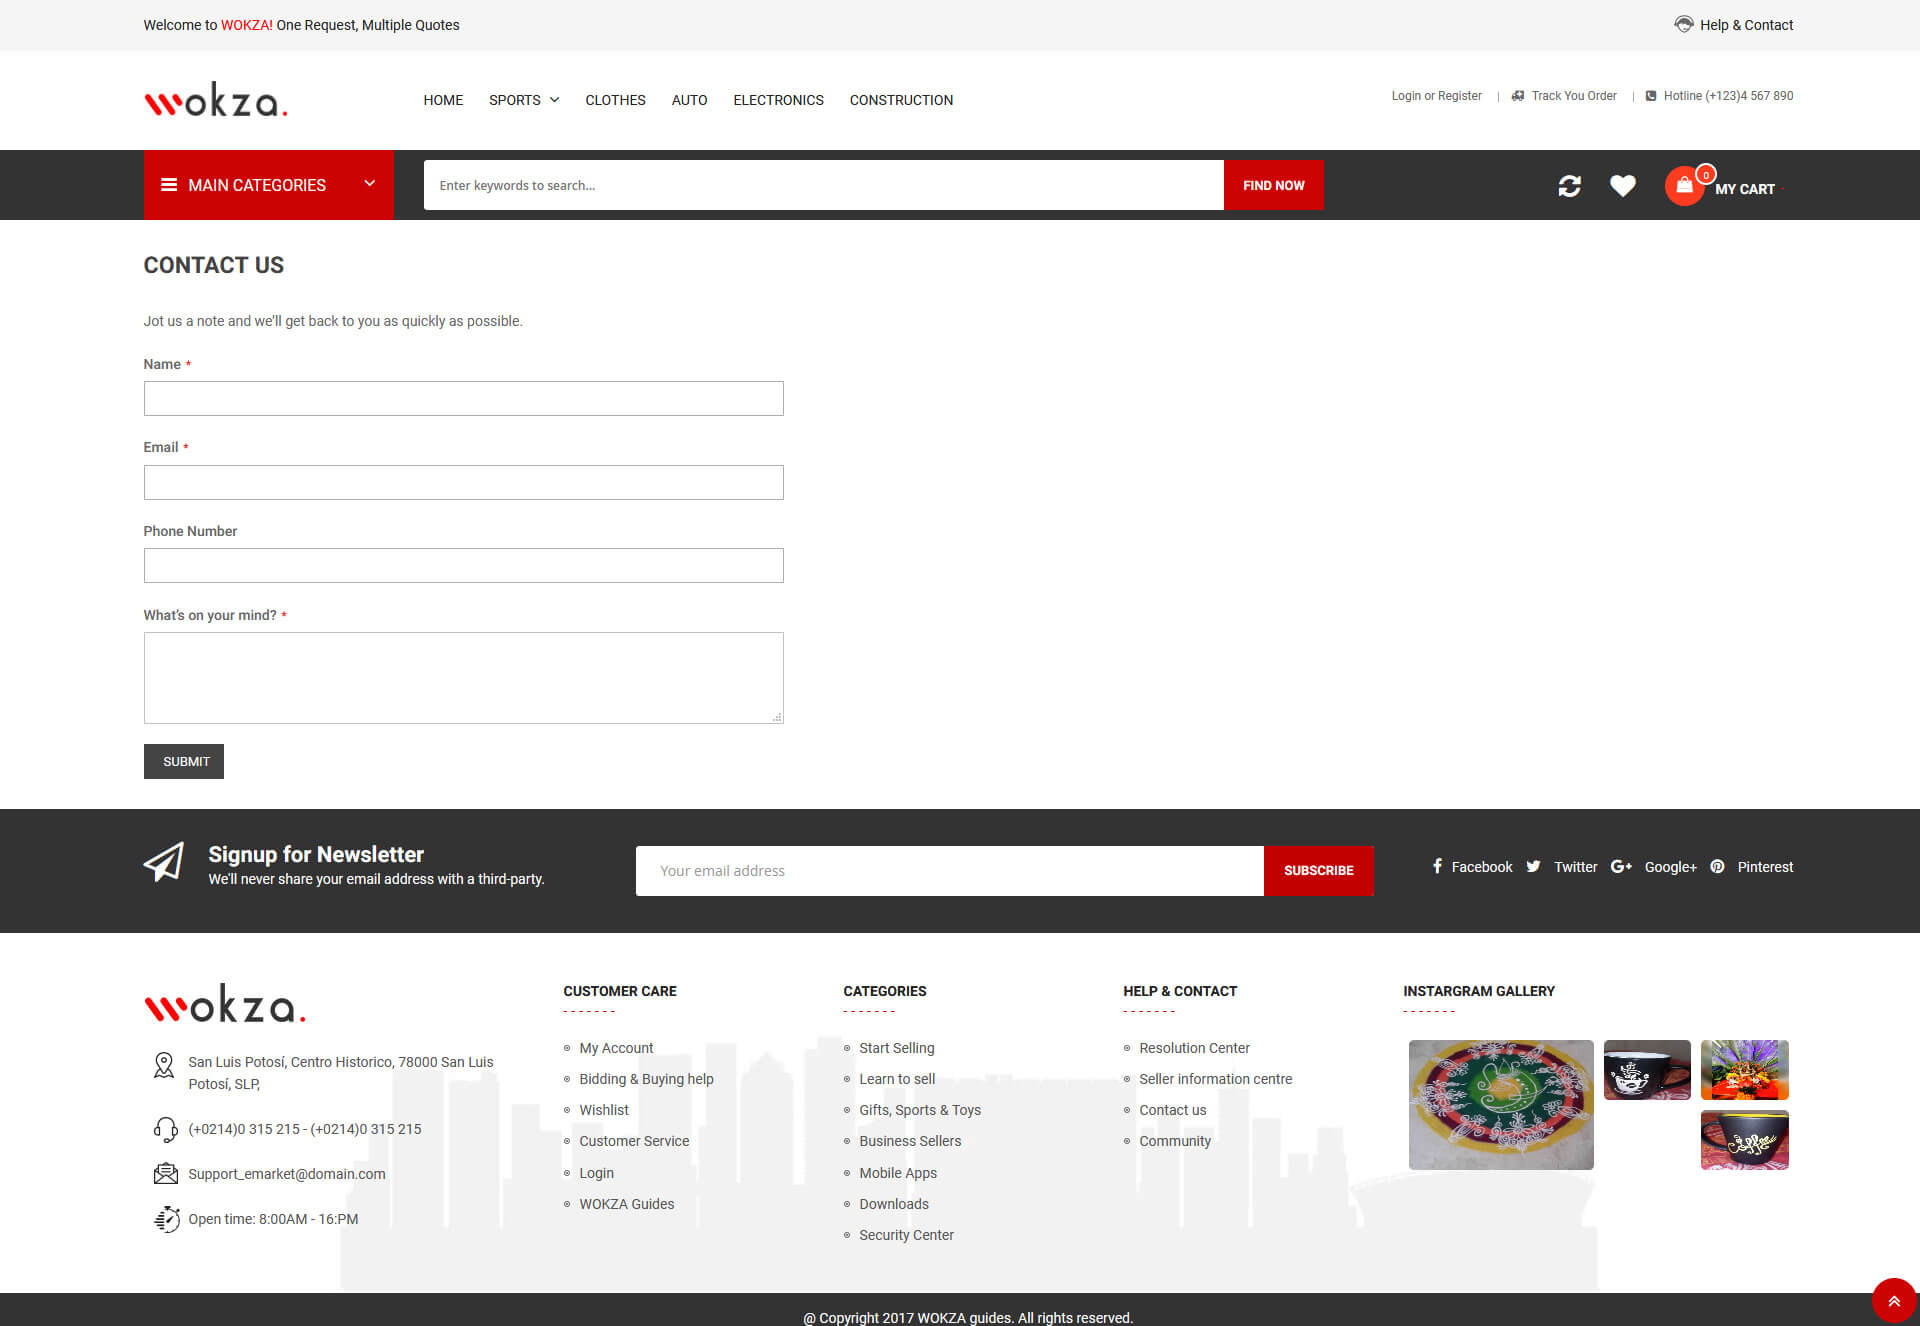 Welcome to WOKZA! One Request, Multiple Quotes
Help & Contact
wokza.
HOME SPORTS CLOTHES AUTO ELECTRONICS CONSTRUCTION
Login or Register | Track You Order | Hotline (+123)4 567 890
MAIN CATEGORIES
Enter keywords to search...
FIND NOW
0
MY CART
CONTACT US
Jot us a note and we'll get back to you as quickly as possible.
Name *
Email *
Phone Number
What's on your mind? *
SUBMIT
Signup for Newsletter
We'll never share your email address with a third-party.
Your email address
SUBSCRIBE
Facebook Twitter Google+ Pinterest
wokza.
San Luis Potosí, Centro Historico, 78000 San Luis
Potosí, SLP,
(+0214)0 315 215 - (+0214)0 315 215
Support_emarket@domain.com
Open time: 8:00AM - 16:PM
CUSTOMER CARE
-------
My Account
Bidding & Buying help
Wishlist
Customer Service
Login
WOKZA Guides
CATEGORIES
-------
Start Selling
Learn to sell
Gifts, Sports & Toys
Business Sellers
Mobile Apps
Downloads
Security Center
HELP & CONTACT
-------
Resolution Center
Seller information centre
Contact us
Community
INSTARGRAM GALLERY
-------
Coffee
@ Copyright 2017 WOKZA guides. All rights reserved.